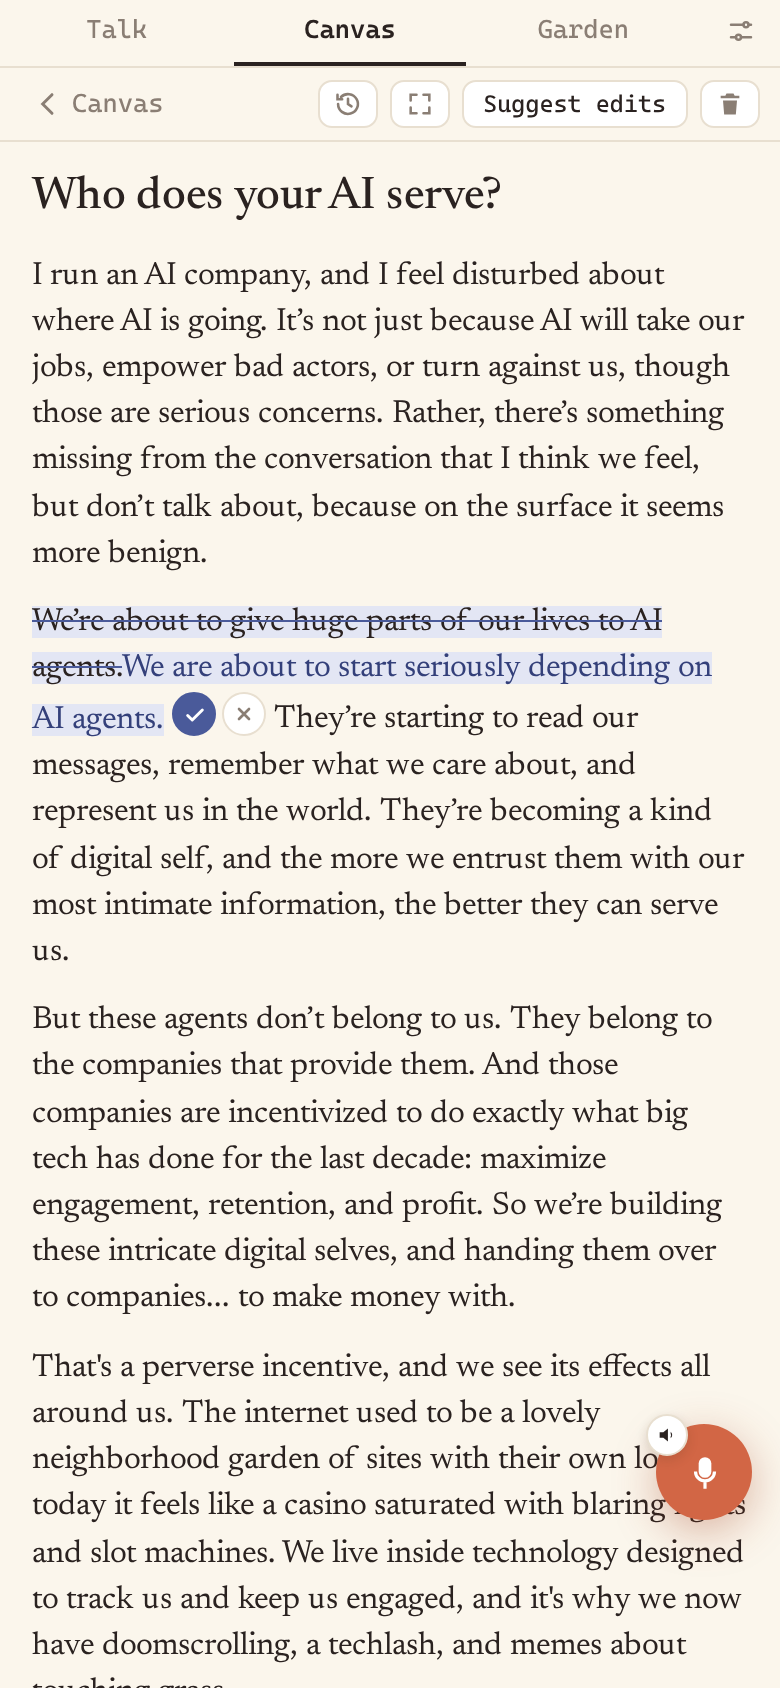 Talk
Canvas
Garden
Canvas
Suggest edits
Who does your AI serve?
I run an AI company, and I feel disturbed about
where AI is going. It’s not just because AI will take our
jobs, empower bad actors, or turn against us, though
those are serious concerns. Rather, there’s something
missing from the conversation that I think we feel,
but don’t talk about, because on the surface it seems
more benign.
We’re about to give huge parts of our lives to AI
agents.We are about to start seriously depending on
AI agents. They’re starting to read our
messages, remember what we care about, and
represent us in the world. They’re becoming a kind
of digital self, and the more we entrust them with our
most intimate information, the better they can serve
us.
But these agents don’t belong to us. They belong to
the companies that provide them. And those
companies are incentivized to do exactly what big
tech has done for the last decade: maximize
engagement, retention, and profit. So we’re building
these intricate digital selves, and handing them over
to companies... to make money with.
That's a perverse incentive, and we see its effects all
around us. The internet used to be a lovely
neighborhood garden of sites with their own
today it feels like a casino saturated with blaring
and slot machines. We live inside technology designed
to track us and keep us engaged, and it's why we now
have doomscrolling, a techlash, and memes about
touching grass.